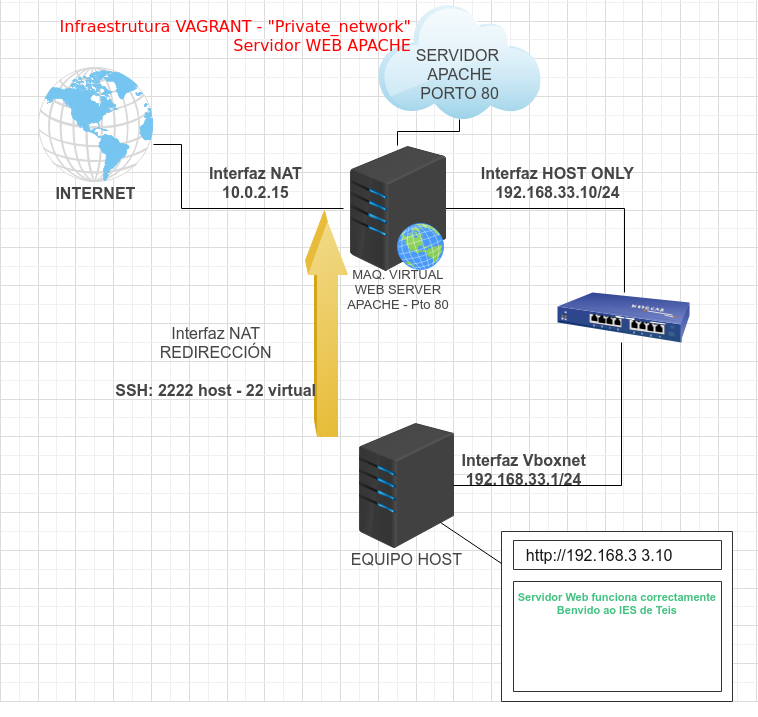 Infraestrutura VAGRANT - "Private_network"
Servidor WEB APACHE
SERVIDOR
APACHE
PORTO 80
INTERNET
Interfaz NAT
10.0.2.15
Interfaz HOST ONLY
192.168.33.10/24
MAQ. VIRTUAL
WEB SERVER
APACHE - Pto 80
NETGEAR
Interfaz NAT
REDIRECCIÓN
SSH: 2222 host - 22 virtual
Interfaz Vboxnet
192.168.33.1/24
EQUIPO HOST
http://192.168.3 3.10
Servidor Web funciona correctamente
Benvido ao IES de Teis